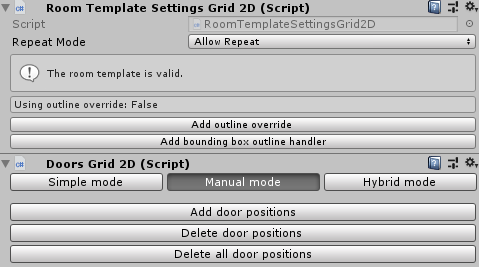 Room Template Settings Grid 2D (Script)
Script RoomTemplateSettingsGrid2D
Repeat Mode Allow Repeat
The room template is valid.
Using outline override: False
Add outline override
Add bounding box outline handler
Doors Grid 2D (Script)
Simple mode Manual mode Hybrid mode
Add door positions
Delete door positions
Delete all door positions